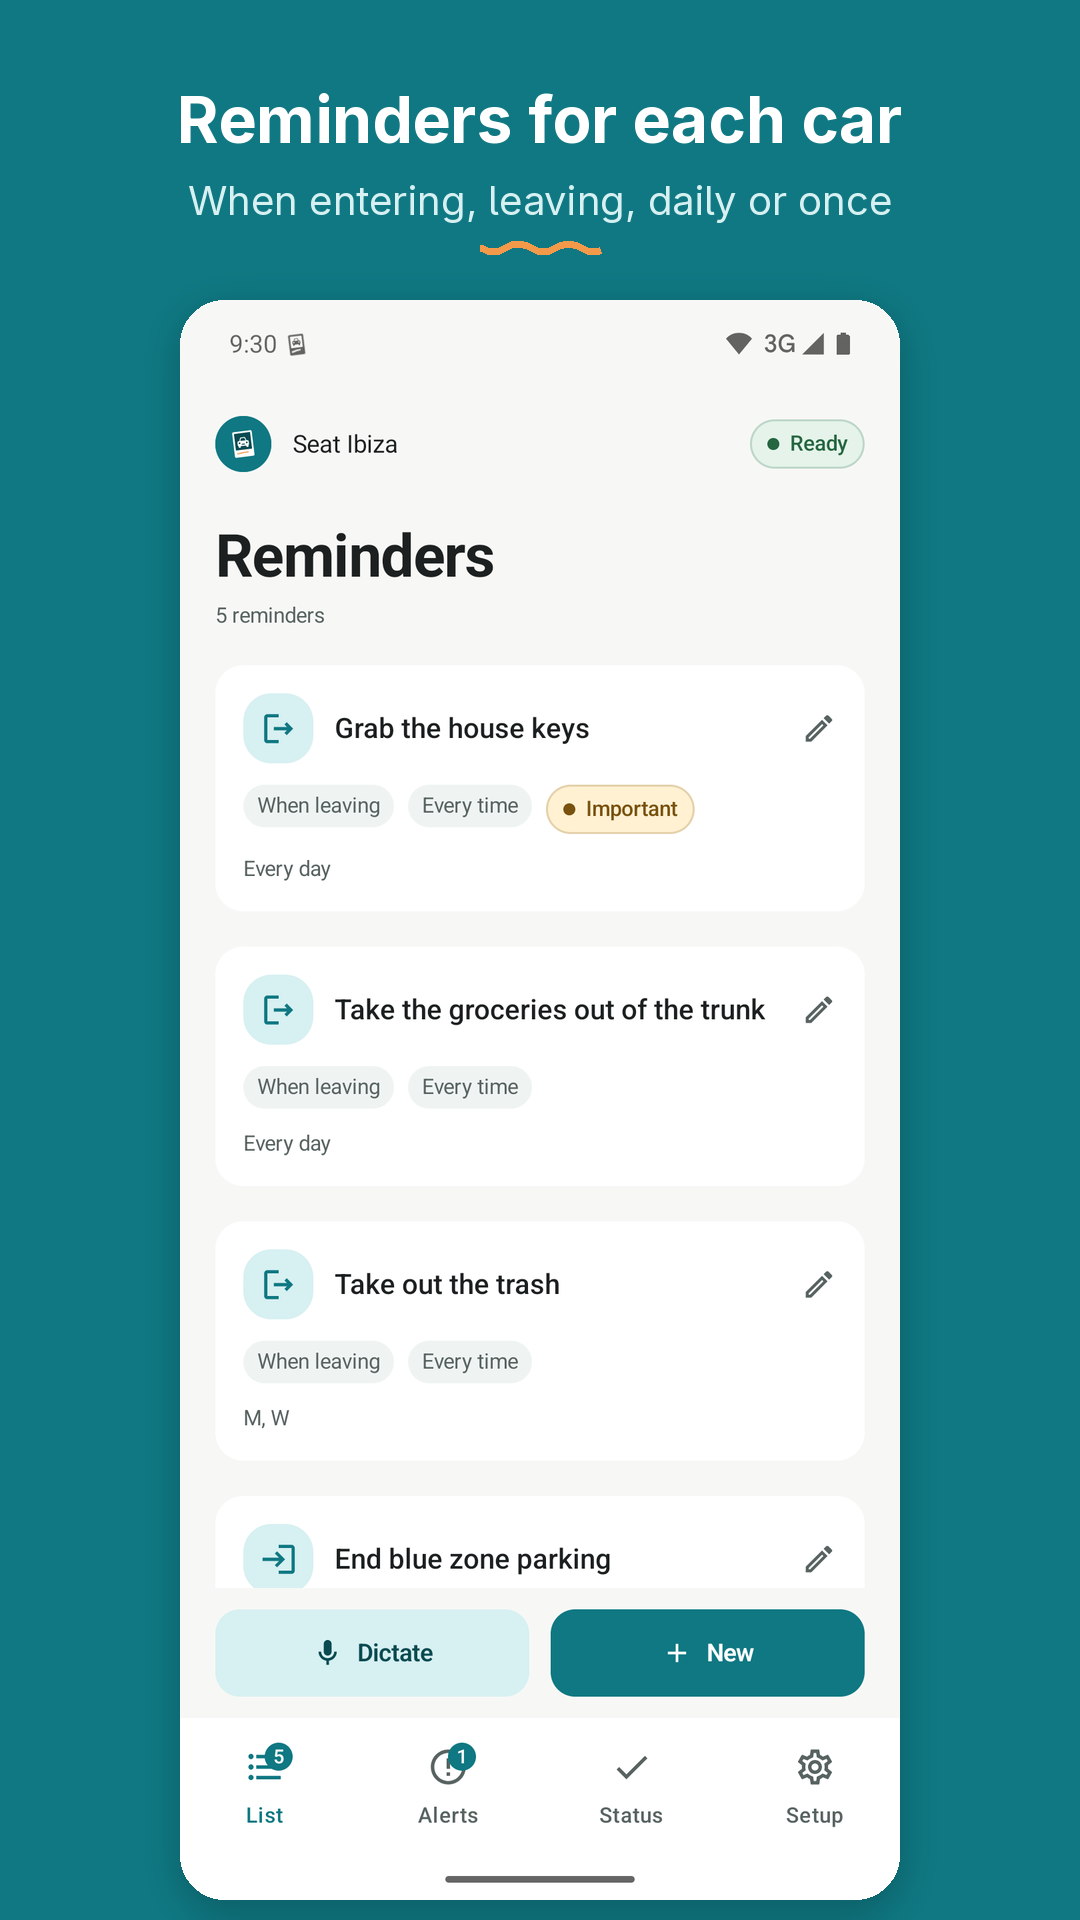 Reminders for each car
When entering, leaving, daily or once
9:30
3G
Seat Ibiza
Ready
Reminders
5 reminders
Grab the house keys
When leaving
Every time
Important
Every day
Take the groceries out of the trunk
When leaving
Every time
Every day
Take out the trash
When leaving
Every time
M, W
End blue zone parking
Dictate
New
5
1
List
Alerts
Status
Setup